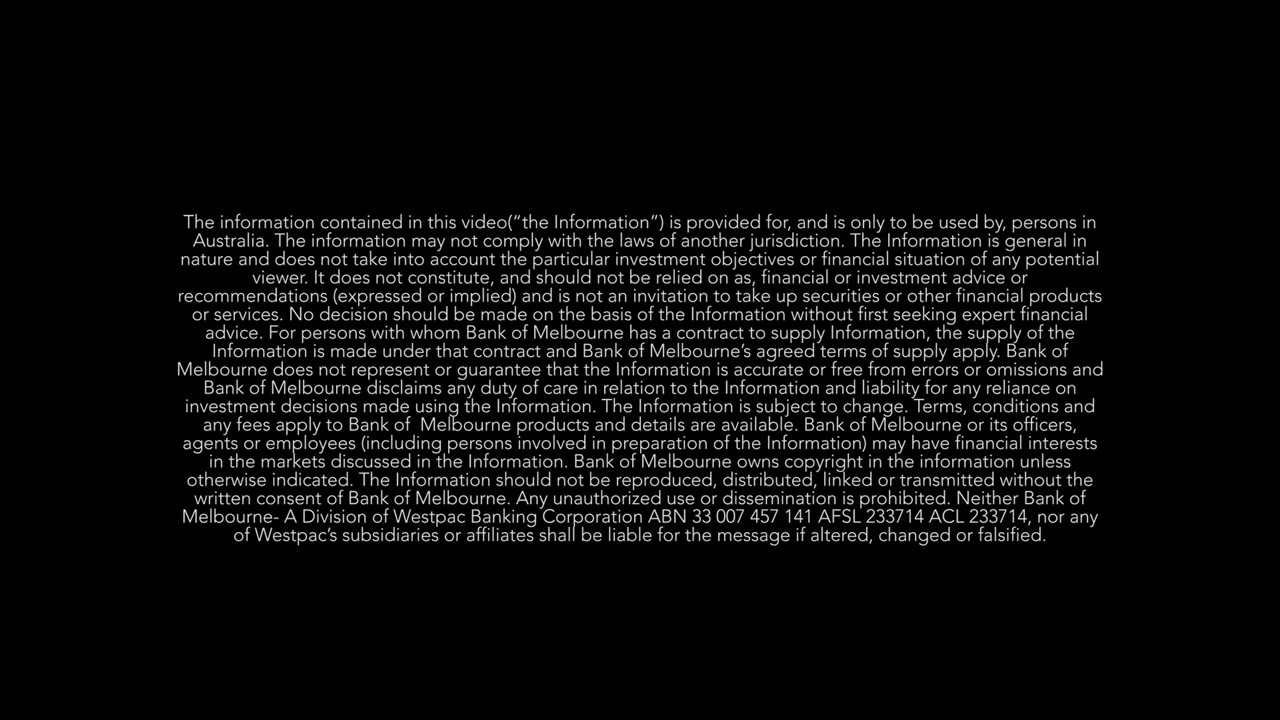 The information contained in this video(“the Information”) is provided for, and is only to be used by, persons in
Australia. The information may not comply with the laws of another jurisdiction. The Information is general in
nature and does not take into account the particular investment objectives or financial situation of any potential
viewer. It does not constitute, and should not be relied on as, financial or investment advice or
recommendations (expressed or implied) and is not an invitation to take up securities or other financial products
or services. No decision should be made on the basis of the Information without first seeking expert financial
advice. For persons with whom Bank of Melbourne has a contract to supply Information, the supply of the
Information is made under that contract and Bank of Melbourne’s agreed terms of supply apply. Bank of
Melbourne does not represent or guarantee that the Information is accurate or free from errors or omissions and
Bank of Melbourne disclaims any duty of care in relation to the Information and liability for any reliance on
investment decisions made using the Information. The Information is subject to change. Terms, conditions and
any fees apply to Bank of  Melbourne products and details are available. Bank of Melbourne or its officers,
agents or employees (including persons involved in preparation of the Information) may have financial interests
in the markets discussed in the Information. Bank of Melbourne owns copyright in the information unless
otherwise indicated. The Information should not be reproduced, distributed, linked or transmitted without the
written consent of Bank of Melbourne. Any unauthorized use or dissemination is prohibited. Neither Bank of
Melbourne- A Division of Westpac Banking Corporation ABN 33 007 457 141 AFSL 233714 ACL 233714, nor any
of Westpac’s subsidiaries or affiliates shall be liable for the message if altered, changed or falsified.